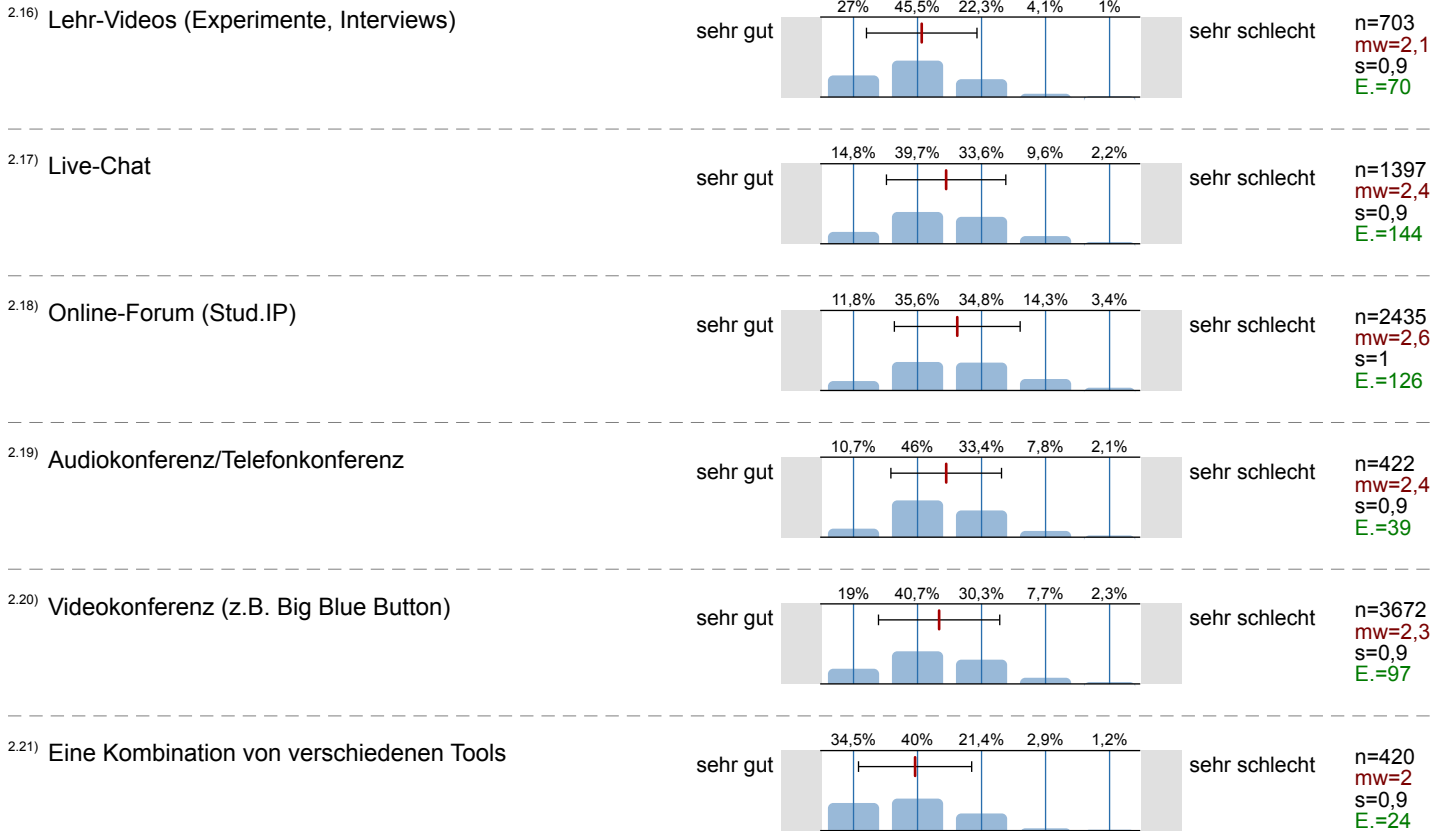 2.16) Lehr-Videos (Experimente, Interviews)
27% 45,5% 22,3% 4,1% 1%
sehr gut sehr schlecht
n=703
mw=2,1
s=0,9
E.=70
2.17) Live-Chat
14,8% 39,7% 33,6% 9,6% 2,2%
sehr gut sehr schlecht
n=1397
mw=2,4
s=0,9
E.=144
2.18) Online-Forum (Stud.IP)
11,8% 35,6% 34,8% 14,3% 3,4%
sehr gut sehr schlecht
n=2435
mw=2,6
s=1
E.=126
2.19) Audiokonferenz/Telefonkonferenz
10,7% 46% 33,4% 7,8% 2,1%
sehr gut sehr schlecht
n=422
mw=2,4
s=0,9
E.=39
2.20) Videokonferenz (z.B. Big Blue Button)
19% 40,7% 30,3% 7,7% 2,3%
sehr gut sehr schlecht
n=3672
mw=2,3
s=0,9
E.=97
2.21) Eine Kombination von verschiedenen Tools
34,5% 40% 21,4% 2,9% 1,2%
sehr gut sehr schlecht
n=420
mw=2
s=0,9
E.=24